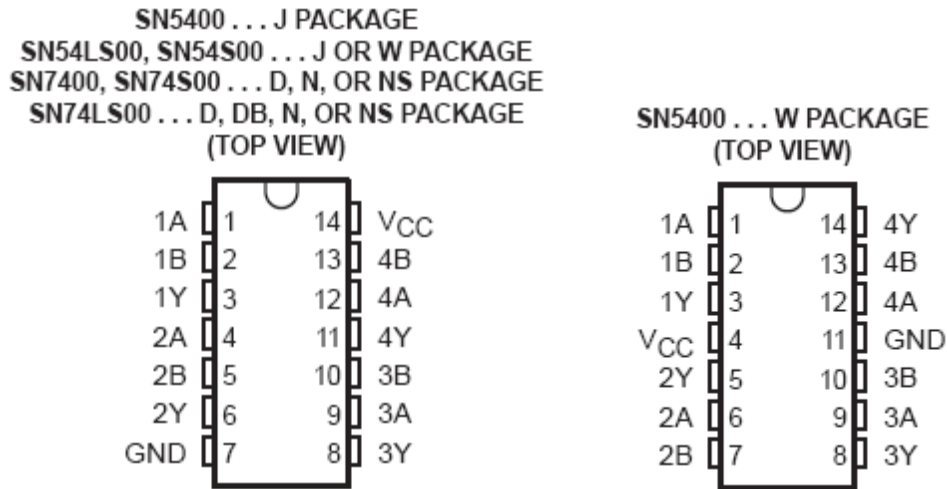 SN5400 . . . J PACKAGE
SN54LS00, SN54S00 . . . J OR W PACKAGE
SN7400, SN74S00 . . . D, N, OR NS PACKAGE
SN74LS00 . . . D, DB, N, OR NS PACKAGE
(TOP VIEW)
1A 1 14 VCC
1B 2 13 4B
1Y 3 12 4A
2A 4 11 4Y
2B 5 10 3B
2Y 6 9 3A
GND 7 8 3Y
SN5400 . . . W PACKAGE
(TOP VIEW)
1A 1 14 4Y
1B 2 13 4B
1Y 3 12 4A
VCC 4 11 GND
2Y 5 10 3B
2A 6 9 3A
2B 7 8 3Y